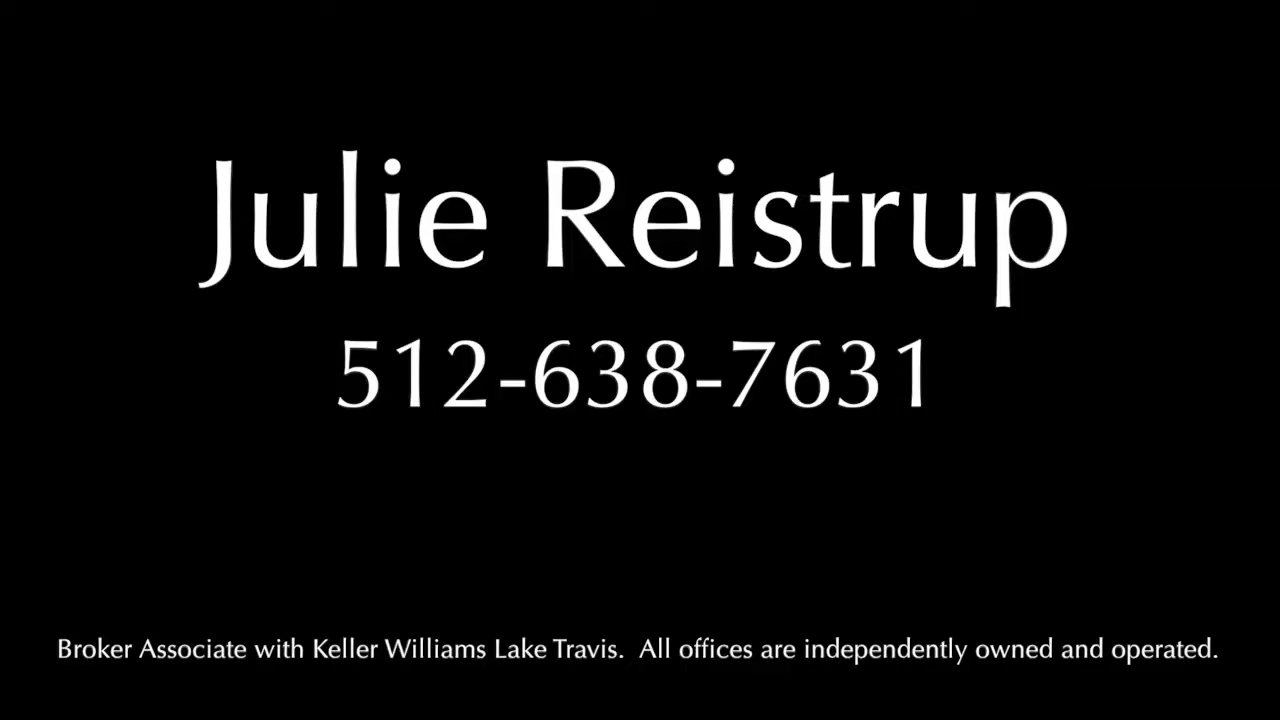 Julie Reistrup
512-638-7631
Broker Associate with Keller Williams Lake Travis.  All offices are independently owned and operated.